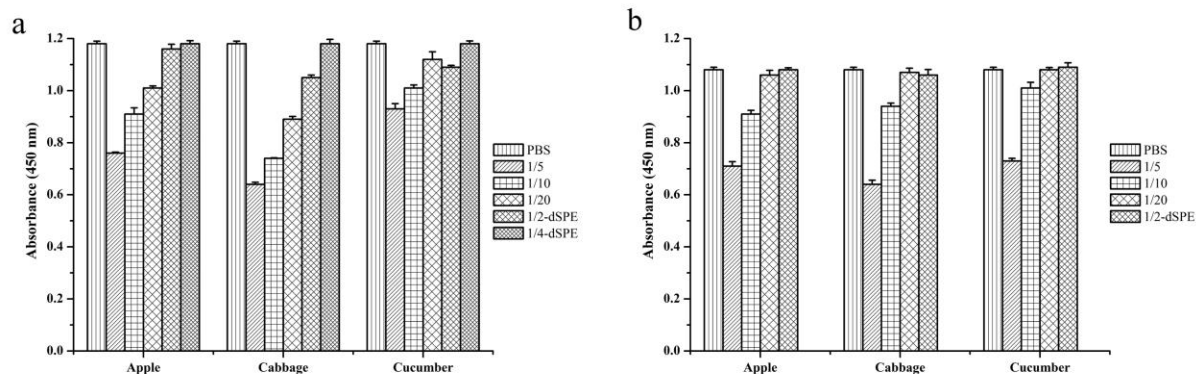 a
Absorbance (450 nm)
1.2
1.0
0.8
0.6
0.4
0.2
0.0
Apple
Cabbage
Cucumber
PBS
1/5
1/10
1/20
1/2-dSPE
1/4-dSPE
b
Absorbance (450 nm)
1.2
1.0
0.8
0.6
0.4
0.2
0.0
Apple
Cabbage
Cucumber
PBS
1/5
1/10
1/20
1/2-dSPE